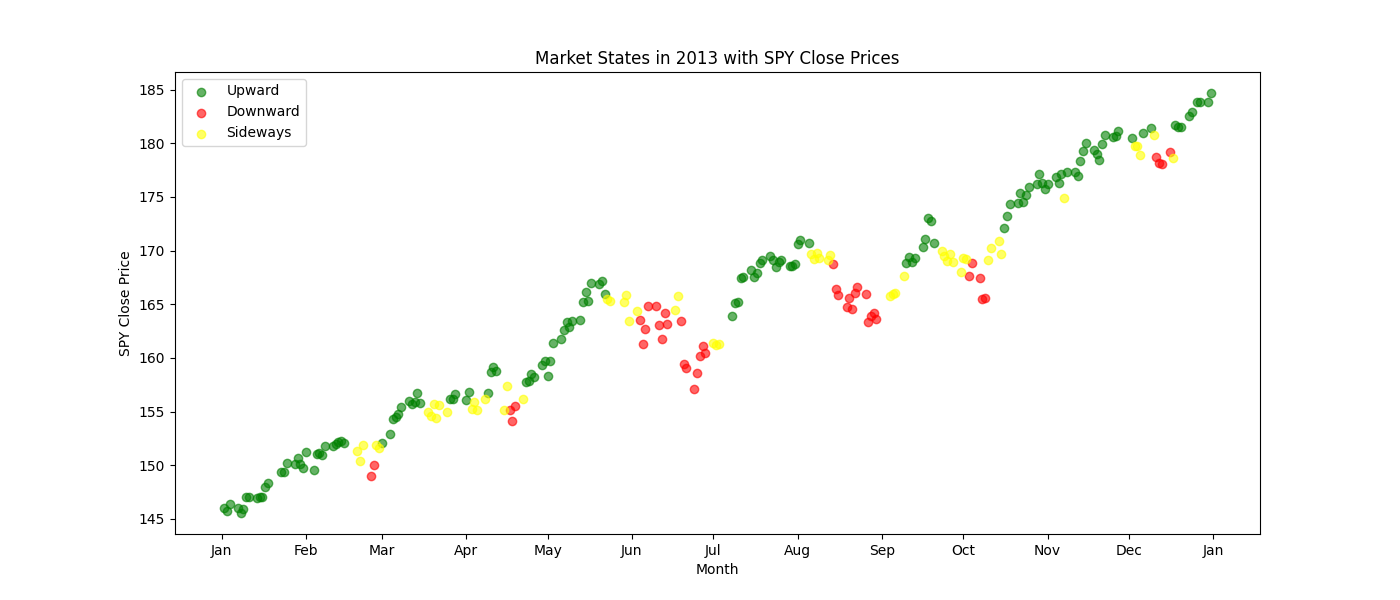 Market States in 2013 with SPY Close Prices
Upward
Downward
Sideways
185
180
175
170
165
160
155
150
145
SPY Close Price
Jan Feb Mar Apr May Jun Jul Aug Sep Oct Nov Dec Jan
Month